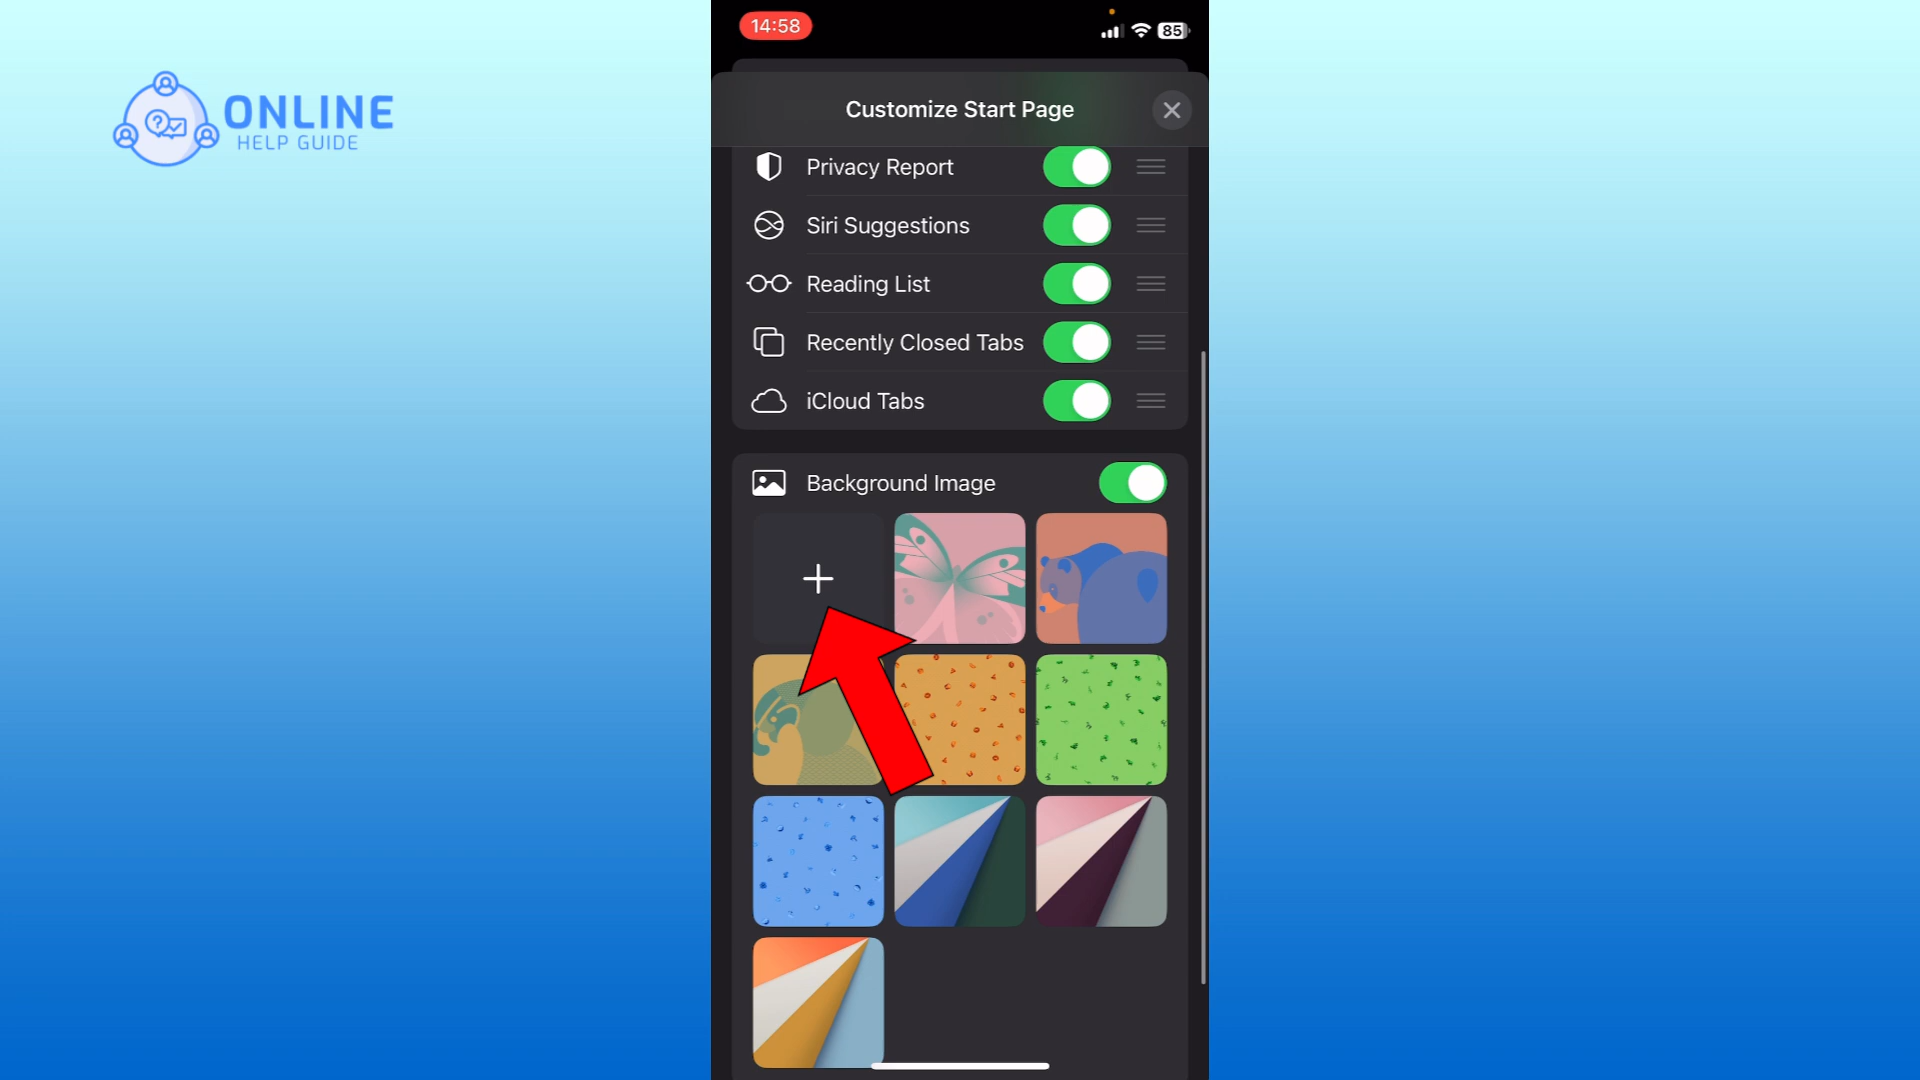 14:58
85
ONLINE
HELP GUIDE
Customize Start Page
Privacy Report
Siri Suggestions
Reading List
Recently Closed Tabs
iCloud Tabs
Background Image